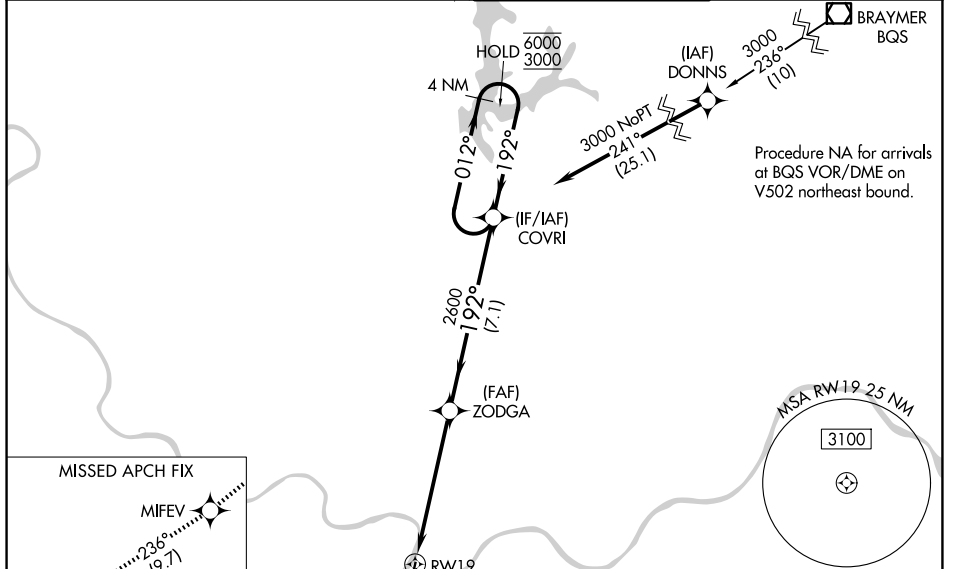 BRAYMER
BQS
3000
236°
(10)
(IAF)
DONNS
HOLD
6000
3000
4 NM
3000 NoPT
241°
(25.1)
012°
192°
Procedure NA for arrivals
at BQS VOR/DME on
V502 northeast bound.
(IF/IAF)
COVRI
2600
192°
(7.1)
(FAF)
ZODGA
MSA RW19 25 NM
3100
MISSED APCH FIX
MIFEV
236°
(9.7)
RW19